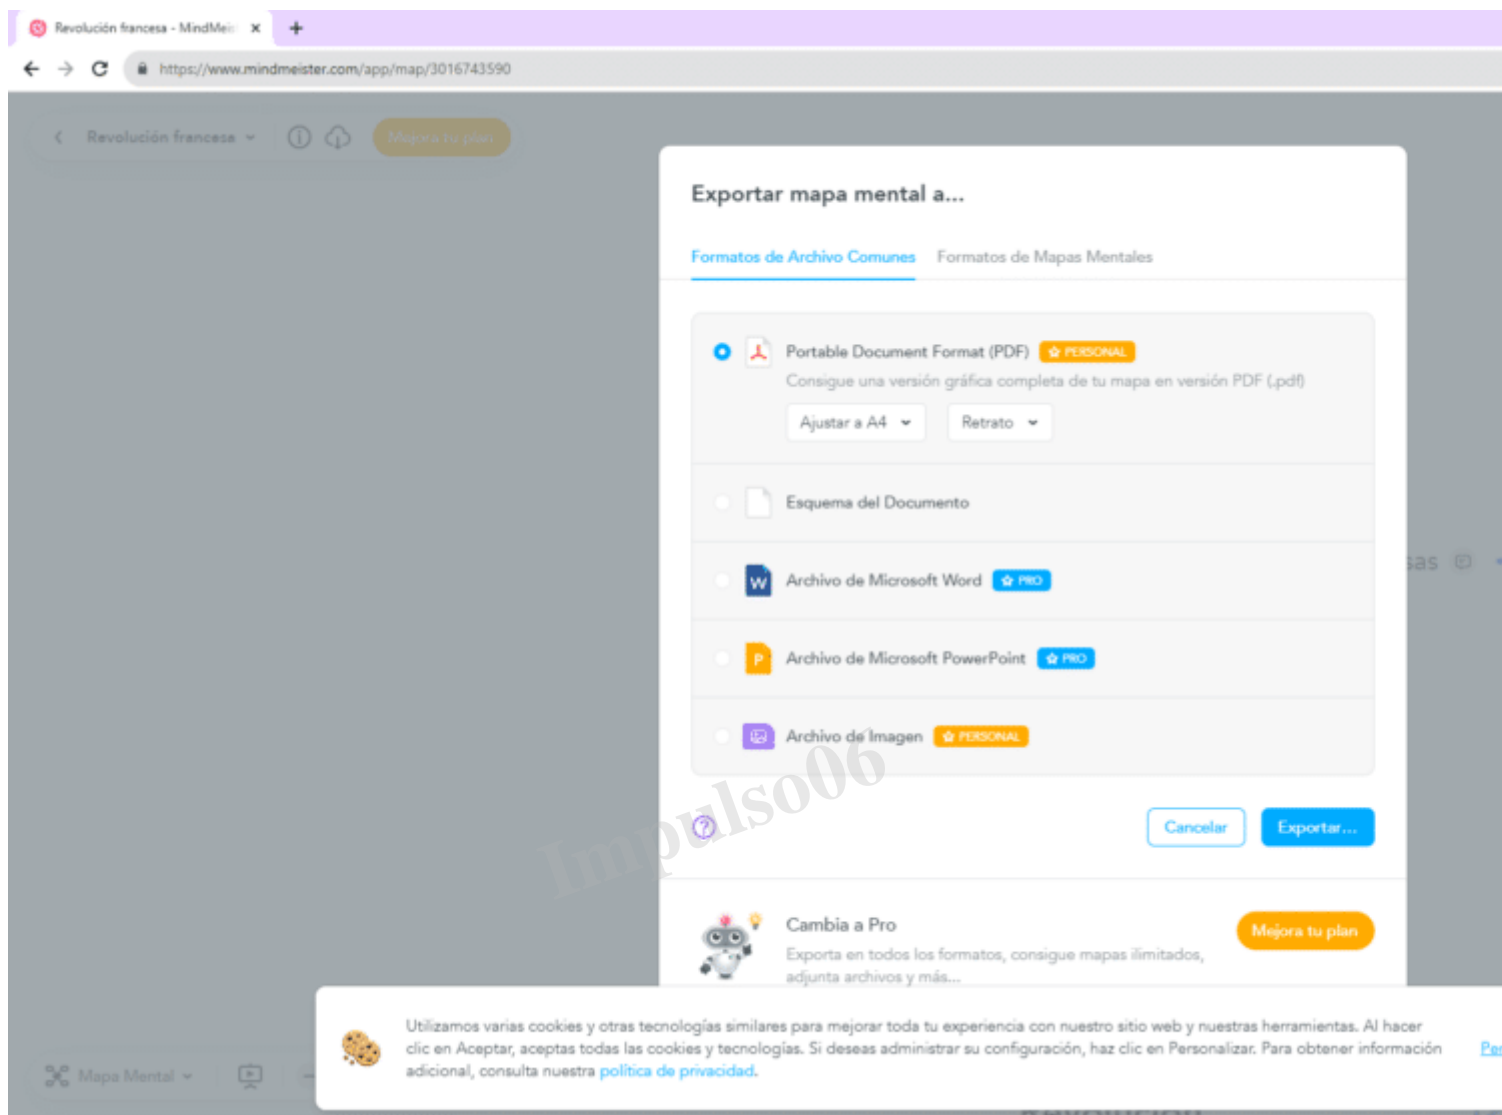 Revolución francesa - MindMeis
https://www.mindmeister.com/app/map/3016743590
Revolución francesa
Mejora tu plan
Exportar mapa mental a...
Formatos de Archivo Comunes Formatos de Mapas Mentales
Portable Document Format (PDF) PERSONAL
Consigue una versión gráfica completa de tu mapa en versión PDF (.pdf)
Ajustar a A4 Retrato
Esquema del Documento
sas
W Archivo de Microsoft Word PRO
P Archivo de Microsoft PowerPoint PRO
Archivo de Imagen PERSONAL
Impulso06
? Cancelar Exportar...
Cambia a Pro
Mejora tu plan
Exporta en todos los formatos, consigue mapas ilimitados,
adjunta archivos y más...
Utilizamos varias cookies y otras tecnologías similares para mejorar toda tu experiencia con nuestro sitio web y nuestras herramientas. Al hacer
clic en Aceptar, aceptas todas las cookies y tecnologías. Si deseas administrar su configuración, haz clic en Personalizar. Para obtener información
Per
adicional, consulta nuestra política de privacidad.
Mapa Mental